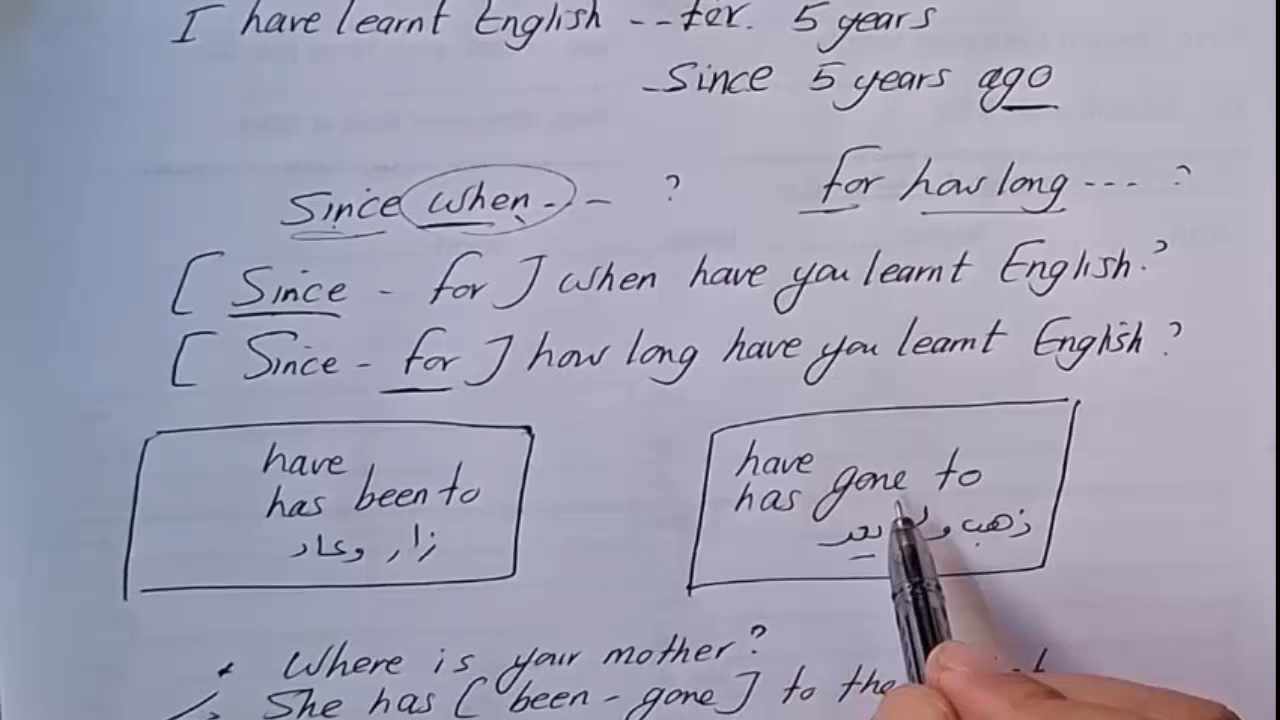 I have learnt English -- for. 5 years
- Since 5 years ago
Since when - - ?
for how long --- ?
[ Since - for ] when have you learnt English?
[ Since - for ] how long have you learnt English?
have
has been to
زار وعاد
have
has gone to
ذهب يعد
* Where is your mother?
She has [ been - gone ] to the